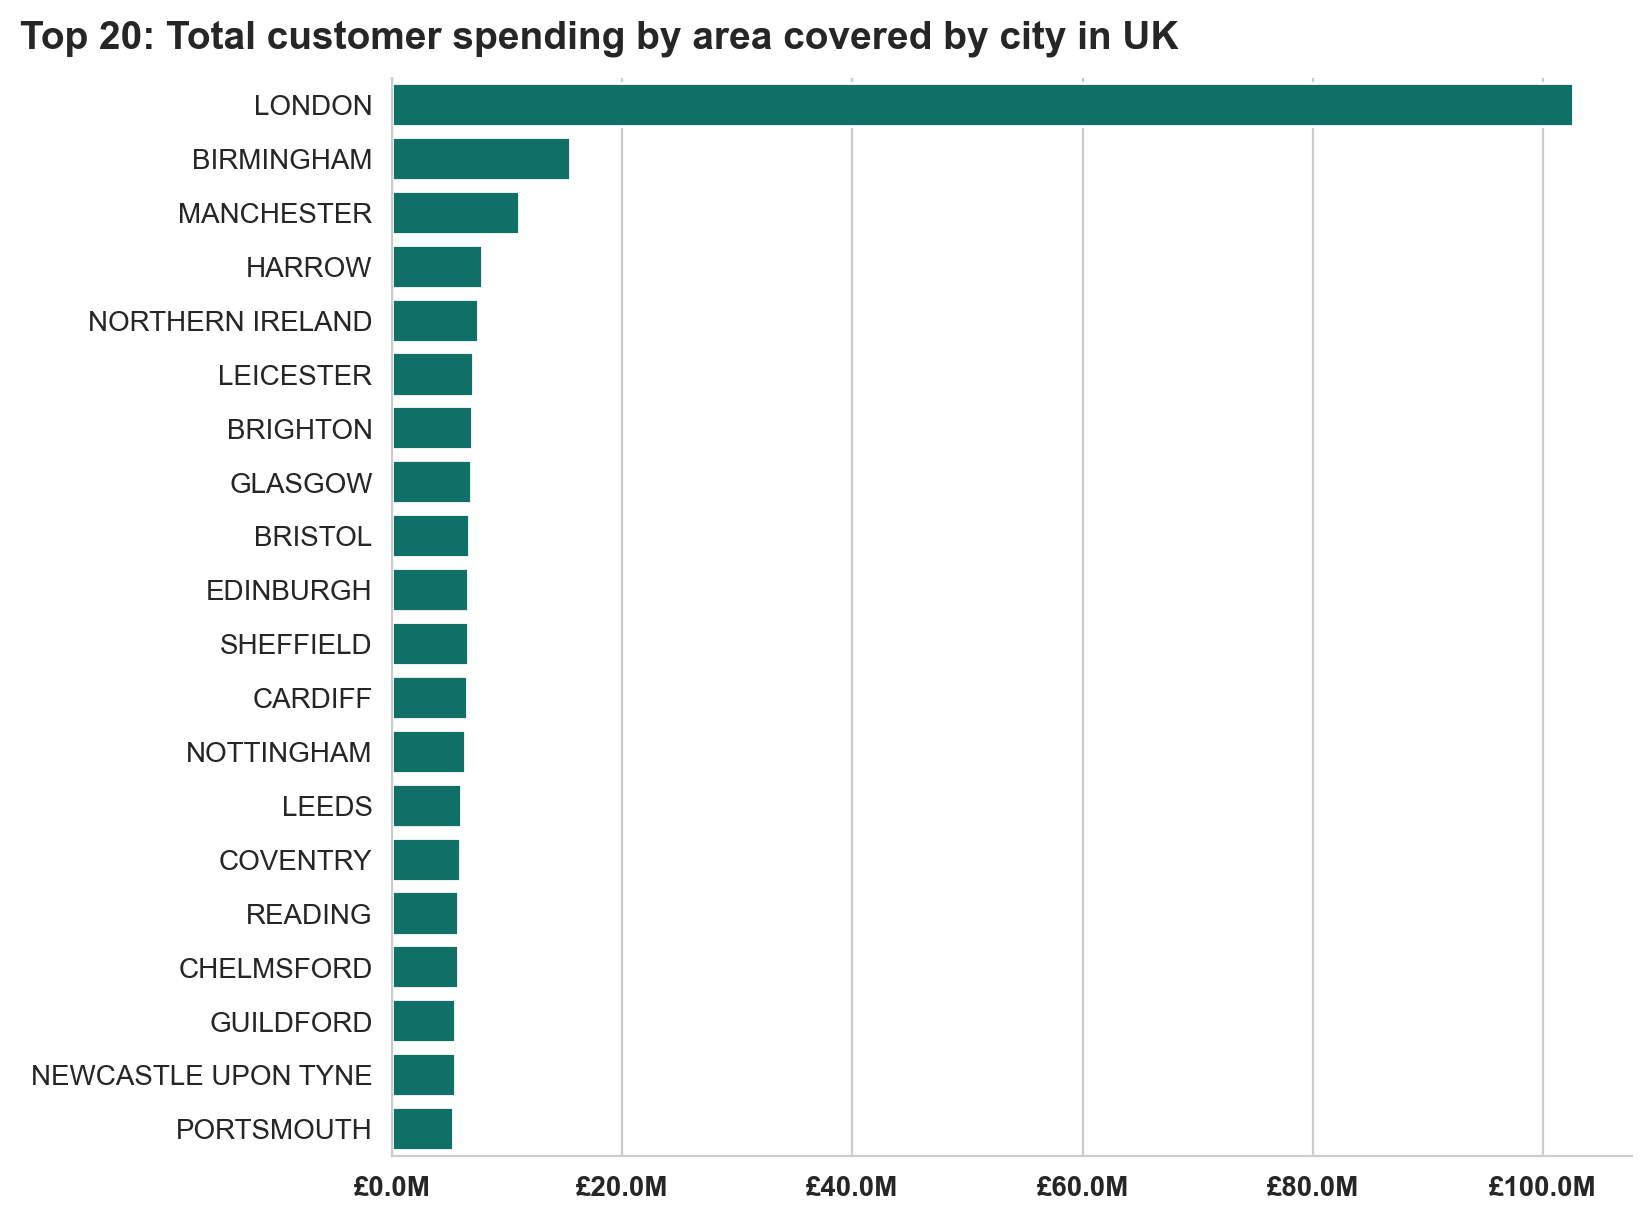 Top 20: Total customer spending by area covered by city in UK
LONDON
BIRMINGHAM
MANCHESTER
HARROW
NORTHERN IRELAND
LEICESTER
BRIGHTON
GLASGOW
BRISTOL
EDINBURGH
SHEFFIELD
CARDIFF
NOTTINGHAM
LEEDS
COVENTRY
READING
CHELMSFORD
GUILDFORD
NEWCASTLE UPON TYNE
PORTSMOUTH
£0.0M £20.0M £40.0M £60.0M £80.0M £100.0M